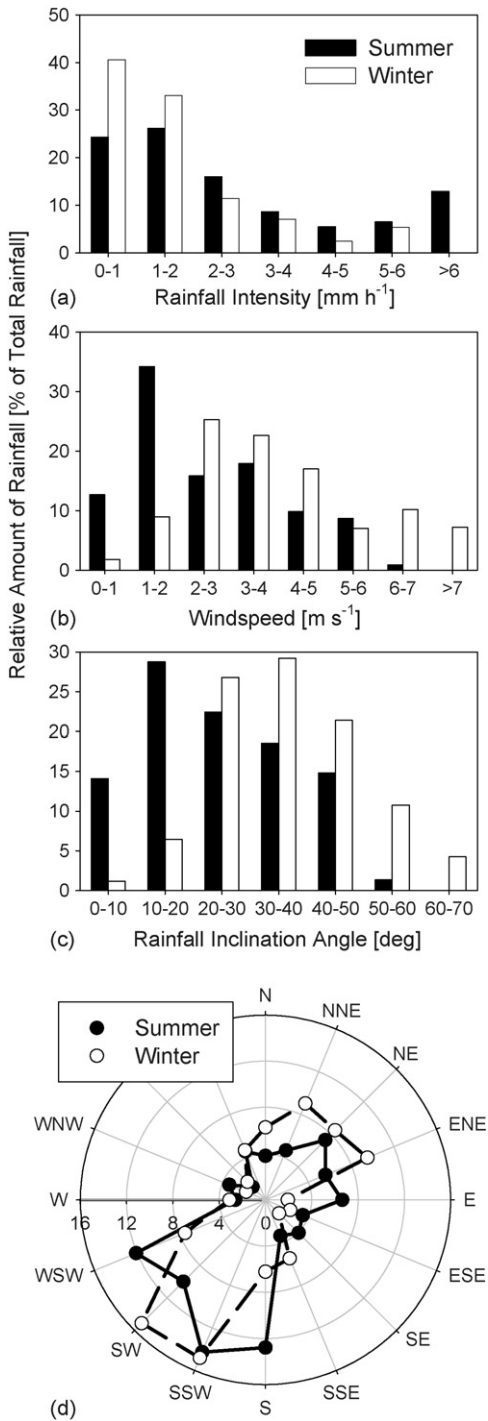 50
40
30
20
10
0
Summer
Winter
0-1 1-2 2-3 3-4 4-5 5-6 >6
(a) Rainfall Intensity [mm h⁻¹]
Relative Amount of Rainfall [% of Total Rainfall]
40
30
20
10
0
0-1 1-2 2-3 3-4 4-5 5-6 6-7 >7
(b) Windspeed [m s⁻¹]
30
25
20
15
10
5
0
0-10 10-20 20-30 30-40 40-50 50-60 60-70
(c) Rainfall Inclination Angle [deg]
Summer
Winter
N
NNE
NE
ENE
E
ESE
SE
SSE
S
SSW
SW
WSW
W
WNW
16 12 8 4 0
(d)